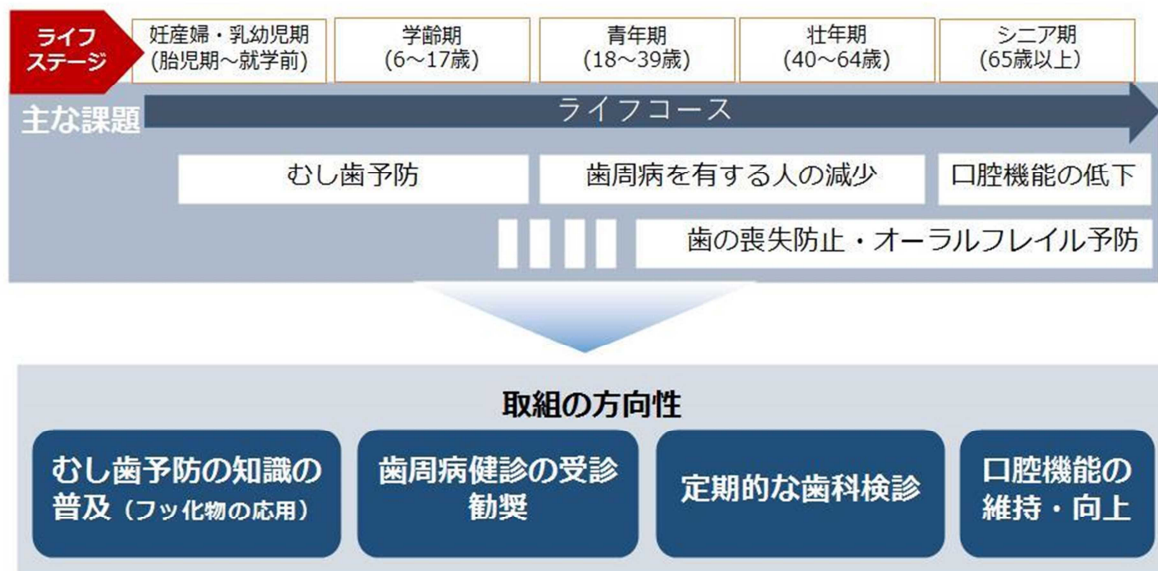 ライフ
ステージ
妊産婦・乳幼児期
(胎児期～就学前)
学齢期
(6～17歳)
青年期
(18～39歳)
壮年期
(40～64歳)
シニア期
(65歳以上)
主な課題
ライフコース
むし歯予防
歯周病を有する人の減少
口腔機能の低下
歯の喪失防止・オーラルフレイル予防
取組の方向性
むし歯予防の知識の
普及（フッ化物の応用）
歯周病健診の受診
勧奨
定期的な歯科検診
口腔機能の
維持・向上